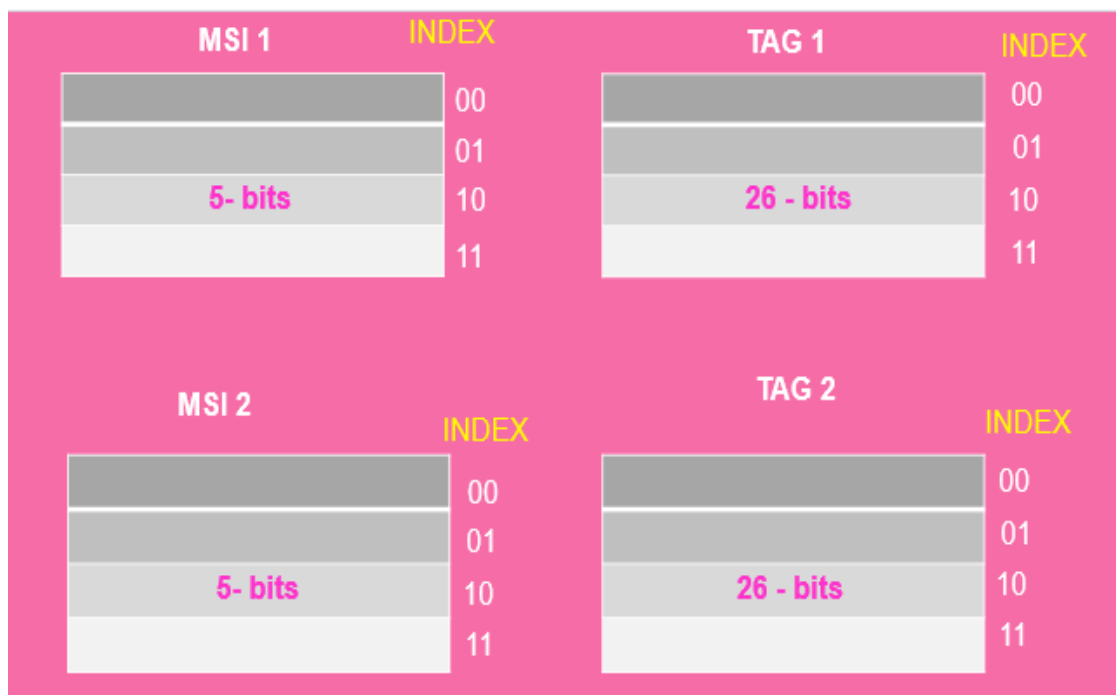 MSI 1 INDEX
00
01
5- bits 10
11
TAG 1 INDEX
00
01
26 - bits 10
11
MSI 2
INDEX
00
01
5- bits 10
11
TAG 2
INDEX
00
01
26 - bits 10
11